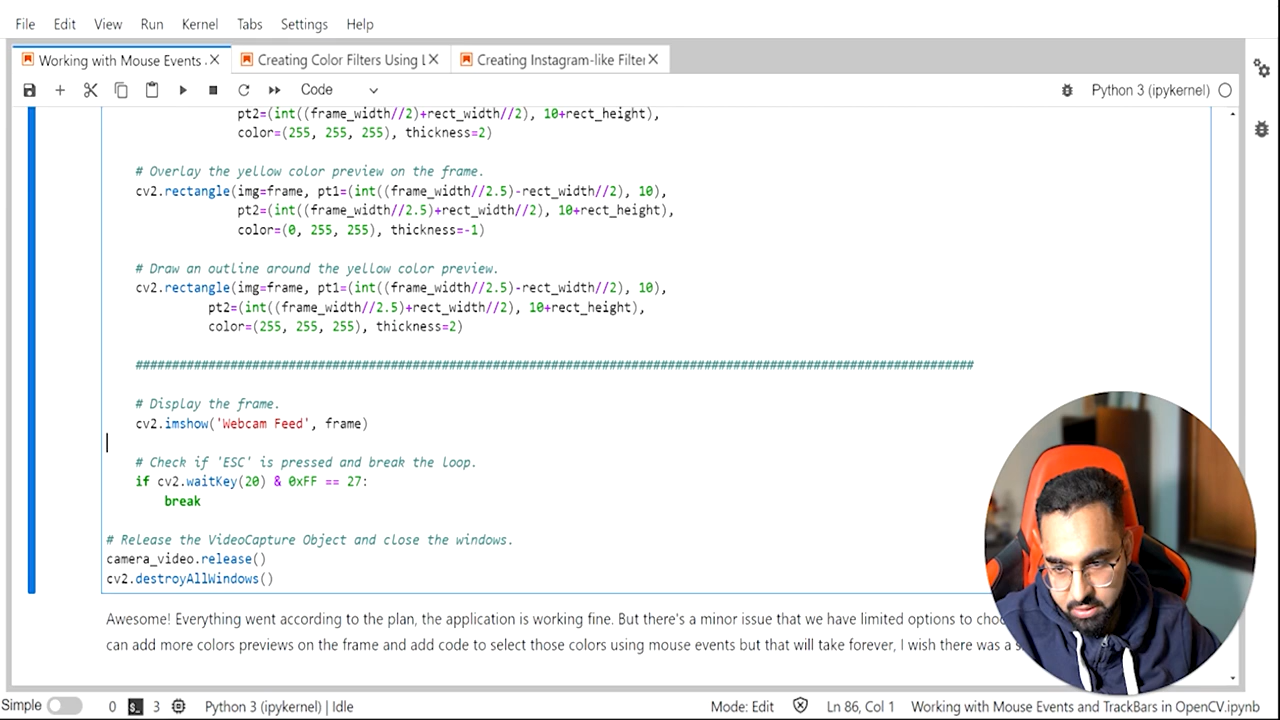 File Edit View Run Kernel Tabs Settings Help
Working with Mouse Events . Creating Color Filters Using L Creating Instagram-like Filter
Code Python 3 (ipykernel)
pt2=(int((frame_width//2)+rect_width//2), 10+rect_height),
color=(255, 255, 255), thickness=2)
# Overlay the yellow color preview on the frame.
cv2.rectangle(img=frame, pt1=(int((frame_width//2.5)-rect_width//2), 10),
pt2=(int((frame_width//2.5)+rect_width//2), 10+rect_height),
color=(0, 255, 255), thickness=-1)
# Draw an outline around the yellow color preview.
cv2.rectangle(img=frame, pt1=(int((frame_width//2.5)-rect_width//2), 10),
pt2=(int((frame_width//2.5)+rect_width//2), 10+rect_height),
color=(255, 255, 255), thickness=2)
####################################################################################################################
# Display the frame.
cv2.imshow('Webcam Feed', frame)
# Check if 'ESC' is pressed and break the loop.
if cv2.waitKey(20) & 0xFF == 27:
break
# Release the VideoCapture Object and close the windows.
camera_video.release()
cv2.destroyAllWindows()
Awesome! Everything went according to the plan, the application is working fine. But there's a minor issue that we have limited options to
can add more colors previews on the frame and add code to select those colors using mouse events but that will take forever, I wish there was a
Simple 0 3 Python 3 (ipykernel) | Idle Mode: Edit Ln 86, Col 1 Working with Mouse Events and TrackBars in OpenCV.ipynb